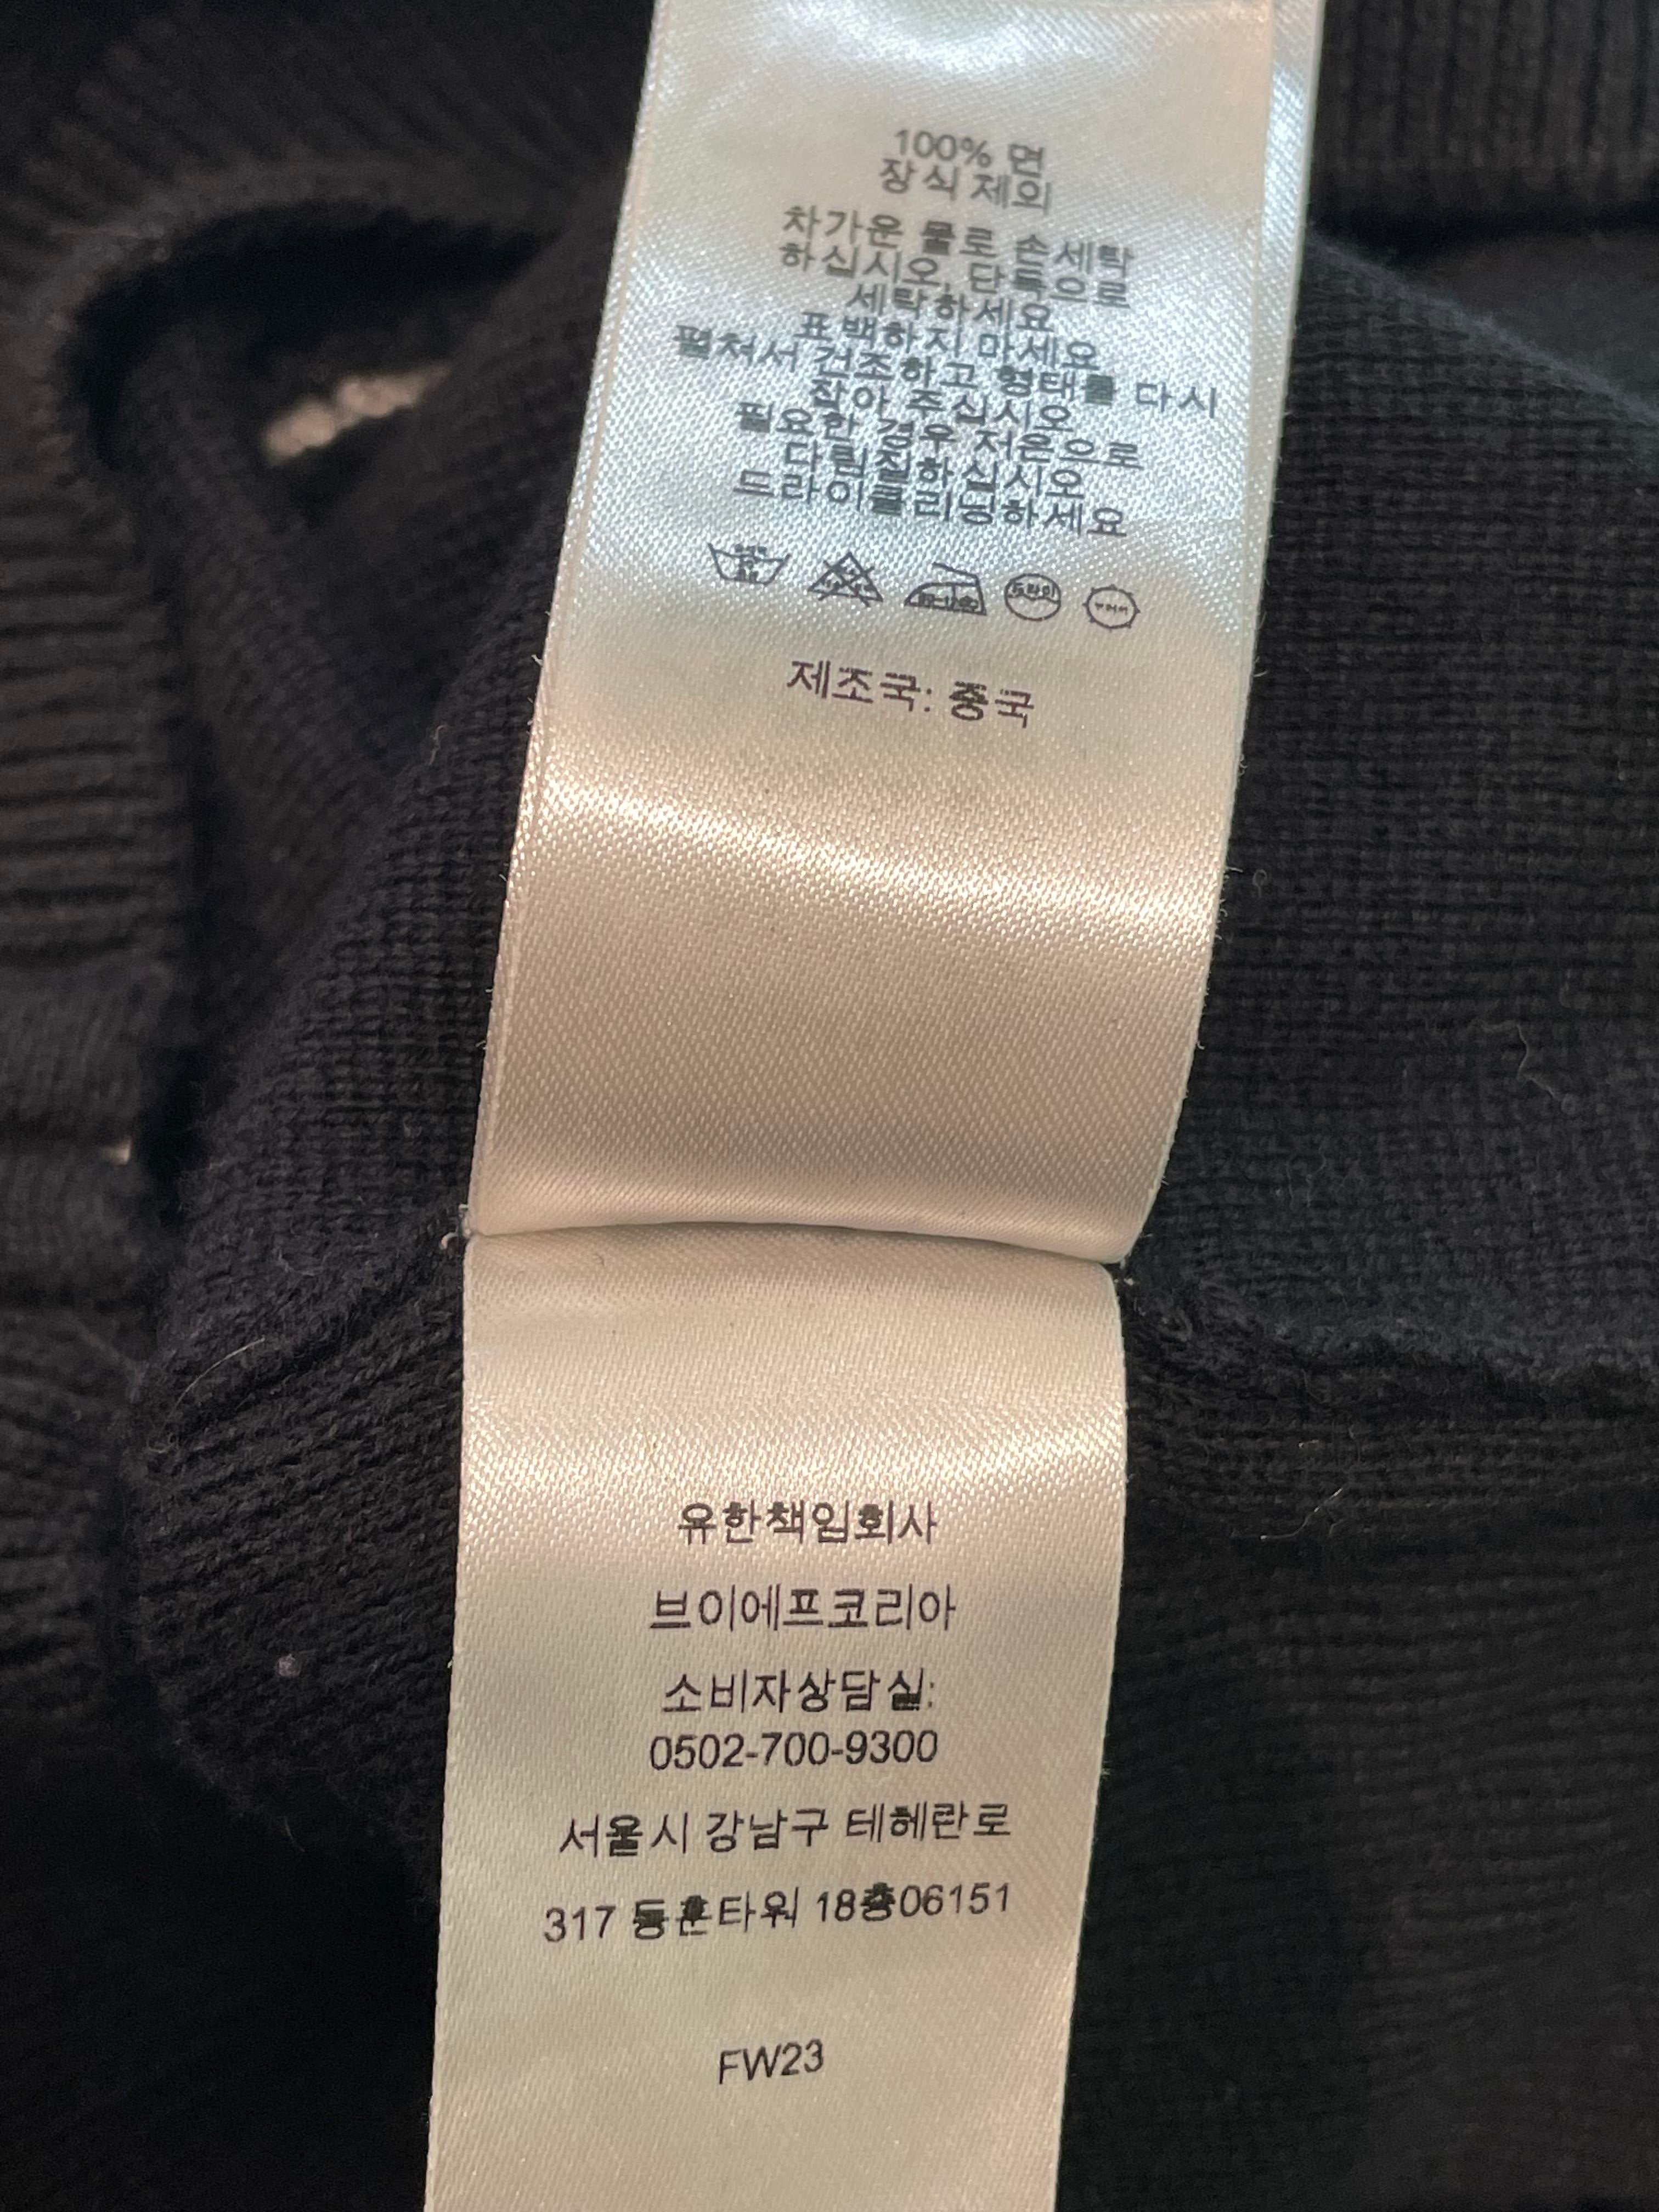 100% 면
장식 제외
차가운 물로 손세탁
하십시오, 단독으로
세탁하세요
표백하지 마세요
펼쳐서 건조하고 형태를 다시
잡아 주십시오
필요한 경우 저온으로
다림질하십시오
드라이클리닝하세요
드라이
제조국: 중국
유한책임회사
브이에프코리아
소비자상담실:
0502-700-9300
서울시 강남구 테헤란로
317 동훈타워 18층06151
FW23